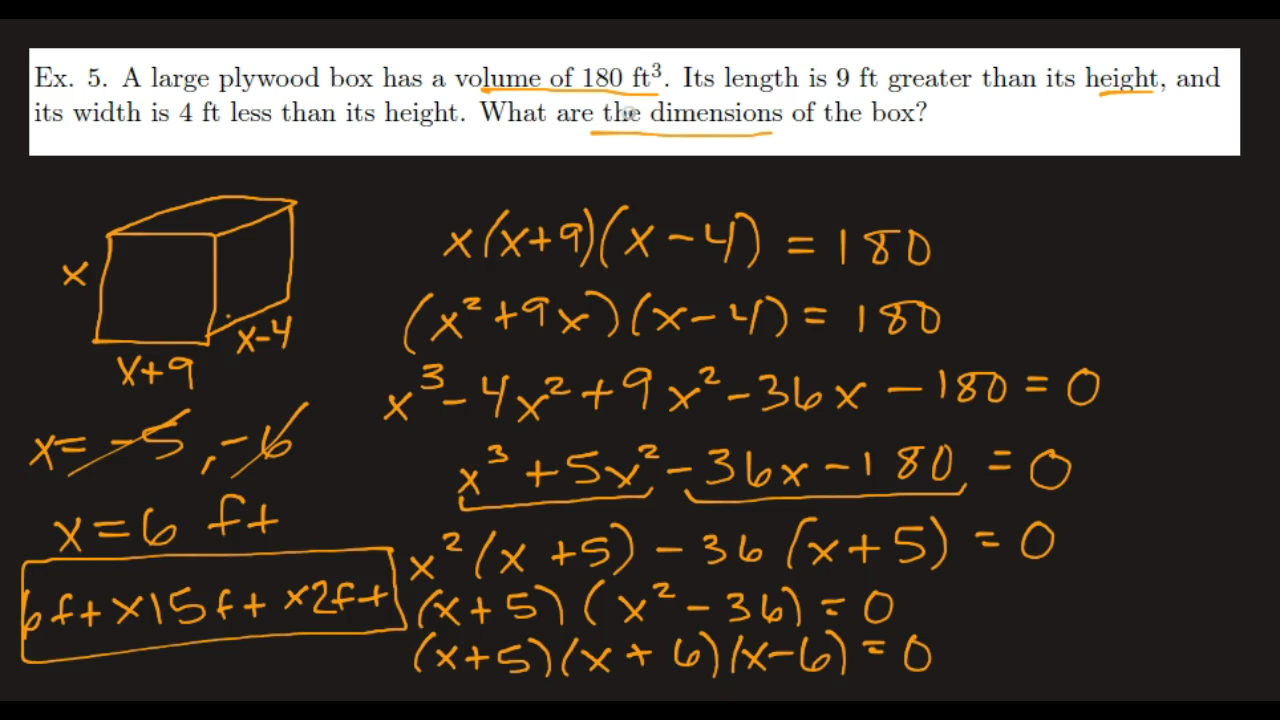 Ex. 5. A large plywood box has a volume of 180 ft³. Its length is 9 ft greater than its height, and
its width is 4 ft less than its height. What are the dimensions of the box?
x
x-4
x+9
x = -5, -6
x = 6 ft
6ft x 15ft x 2ft
x(x+9)(x-4) = 180
(x²+9x)(x-4) = 180
x³-4x²+9x²-36x-180 = 0
x³+5x²-36x-180 = 0
x²(x+5)-36(x+5) = 0
(x+5)(x²-36) = 0
(x+5)(x+6)(x-6) = 0